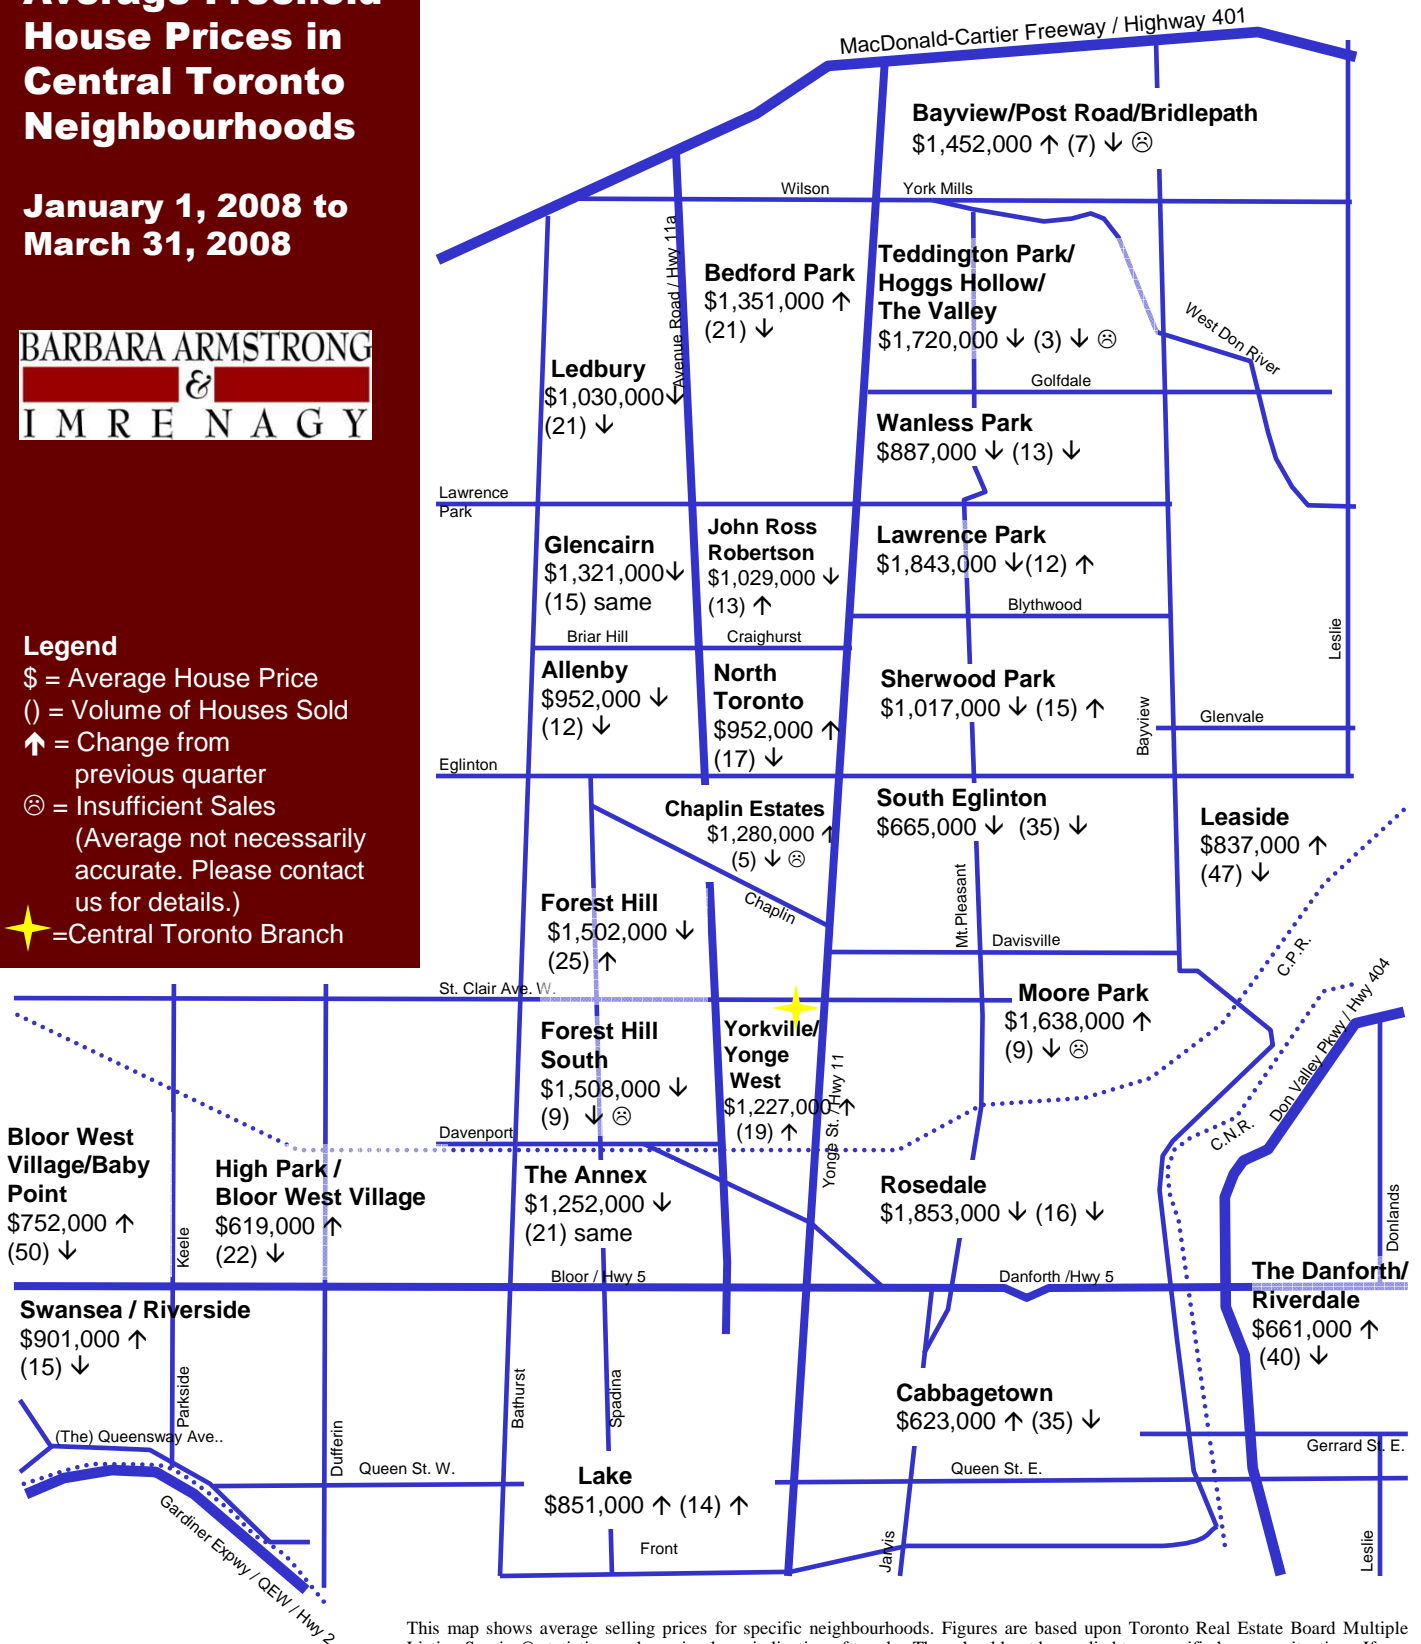 Average Freehold
House Prices in
Central Toronto
Neighbourhoods
January 1, 2008 to
March 31, 2008
BARBARA ARMSTRONG
&
IMRE NAGY
Legend
$ = Average House Price
() = Volume of Houses Sold
↑ = Change from
previous quarter
☹ = Insufficient Sales
(Average not necessarily
accurate. Please contact
us for details.)
=Central Toronto Branch
MacDonald-Cartier Freeway / Highway 401
Bayview/Post Road/Bridlepath
$1,452,000 ↑ (7) ↓ ☹
Wilson
York Mills
Avenue Road / Hwy 11a
Bedford Park
$1,351,000 ↑
(21) ↓
Teddington Park/
Hoggs Hollow/
The Valley
$1,720,000 ↓ (3) ↓ ☹
West Don River
Ledbury
$1,030,000↓
(21) ↓
Golfdale
Wanless Park
$887,000 ↓ (13) ↓
Lawrence
Park
Glencairn
$1,321,000↓
(15) same
John Ross
Robertson
$1,029,000 ↓
(13) ↑
Lawrence Park
$1,843,000 ↓(12) ↑
Blythwood
Leslie
Briar Hill
Craighurst
Allenby
$952,000 ↓
(12) ↓
North
Toronto
$952,000 ↑
(17) ↓
Sherwood Park
$1,017,000 ↓ (15) ↑
Bayview
Glenvale
Eglinton
Chaplin Estates
$1,280,000 ↑
(5) ↓ ☹
South Eglinton
$665,000 ↓ (35) ↓
Leaside
$837,000 ↑
(47) ↓
Chaplin
Mt.Pleasant
Forest Hill
$1,502,000 ↓
(25) ↑
Davisville
C.P.R.
St. Clair Ave. W.
Moore Park
$1,638,000 ↑
(9) ↓ ☹
Don Valley Pkwy / Hwy 404
Forest Hill
South
$1,508,000 ↓
(9) ↓ ☹
Yorkville/
Yonge
West
$1,227,000 ↑
(19) ↑
Yonge St. / Hwy 11
C.N.R.
Davenport
Bloor West
Village/Baby
Point
$752,000 ↑
(50) ↓
Keele
High Park /
Bloor West Village
$619,000 ↑
(22) ↓
The Annex
$1,252,000 ↓
(21) same
Rosedale
$1,853,000 ↓ (16) ↓
Donlands
Bloor / Hwy 5
Danforth /Hwy 5
The Danforth/
Riverdale
$661,000 ↑
(40) ↓
Swansea / Riverside
$901,000 ↑
(15) ↓
Parkside
Dufferin
Bathurst
Spadina
Cabbagetown
$623,000 ↑ (35) ↓
(The) Queensway Ave..
Gerrard St. E.
Queen St. W.
Queen St. E.
Lake
$851,000 ↑ (14) ↑
Gardiner Expwy / QEW / Hwy 2
Front
Jarvis
Leslie
This map shows average selling prices for specific neighbourhoods. Figures are based upon Toronto Real Estate Board Multiple